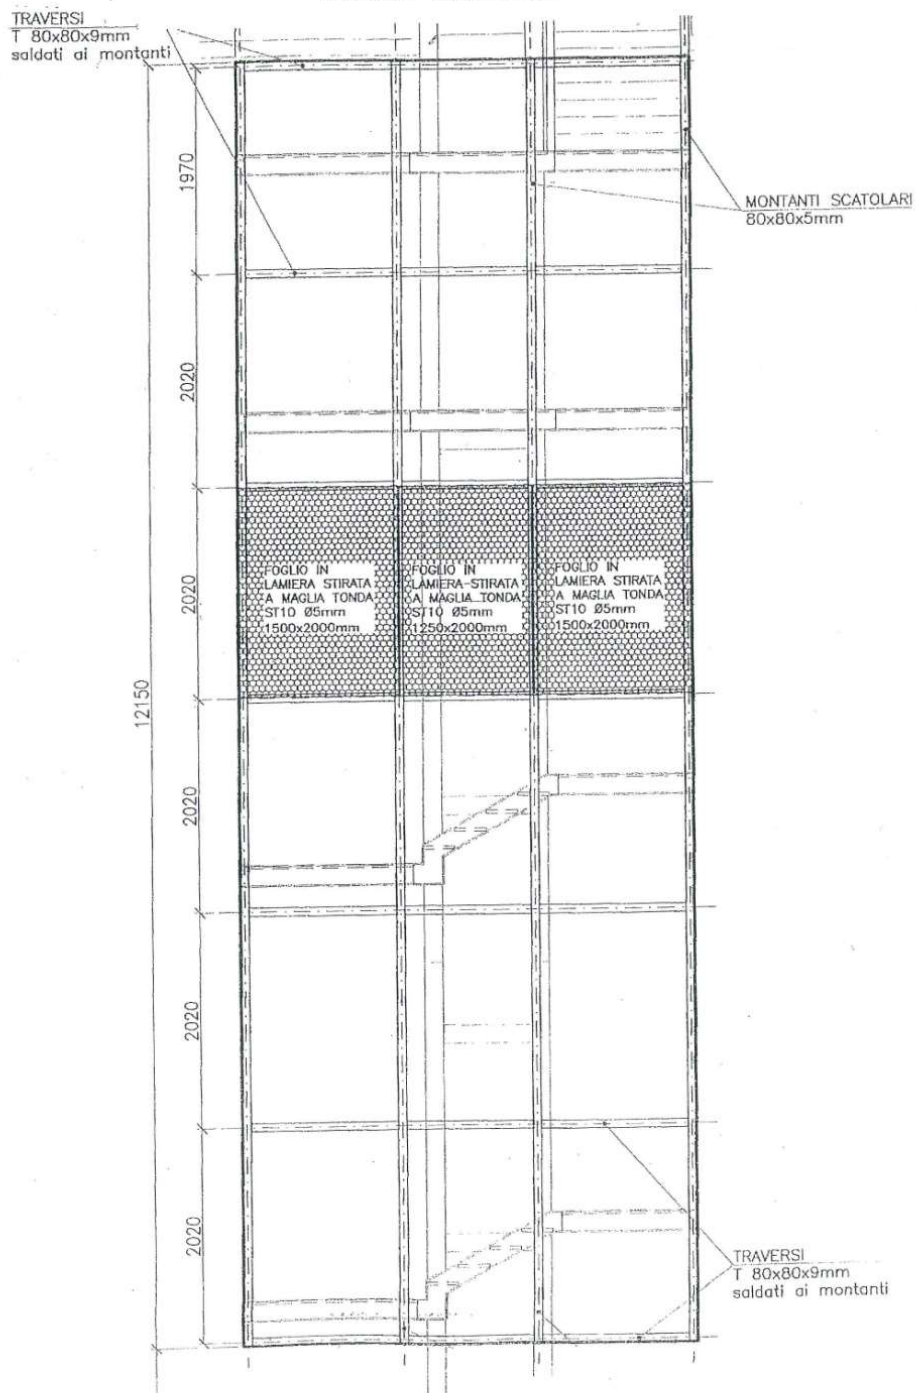 TRAVERSI
T 80x80x9mm
saldati ai montanti
1970
MONTANTI SCATOLARI
80x80x5mm
2020
2020
FOGLIO IN
LAMIERA STIRATA
A MAGLIA TONDA
ST10 Ø5mm
1500x2000mm
FOGLIO IN
LAMIERA-STIRATA
A MAGLIA TONDA
ST10 Ø5mm
1250x2000mm
FOGLIO IN
LAMIERA STIRATA
A MAGLIA TONDA
ST10 Ø5mm
1500x2000mm
12150
2020
2020
2020
TRAVERSI
T 80x80x9mm
saldati ai montanti